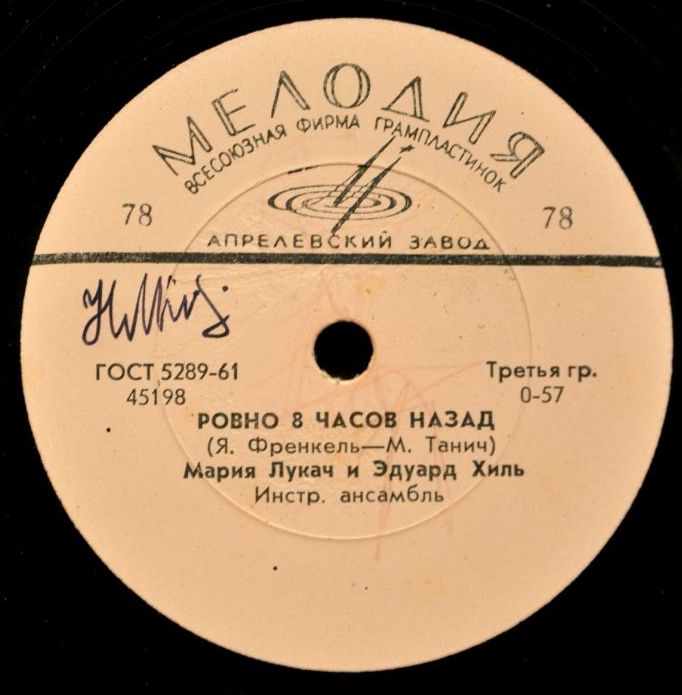 МЕЛОДИЯ
ВСЕСОЮЗНАЯ ФИРМА ГРАМПЛАСТИНОК
78
78
АПРЕЛЕВСКИЙ ЗАВОД
ГОСТ 5289-61
Третья гр.
45198
0-57
РОВНО 8 ЧАСОВ НАЗАД
(Я. Френкель—М. Танич)
Мария Лукач и Эдуард Хиль
Инстр. ансамбль